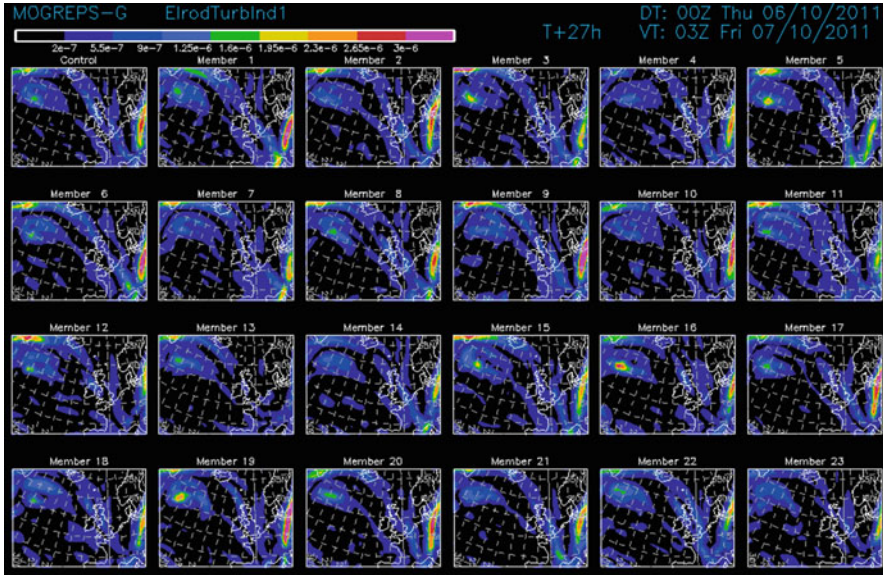 MOGREPS-G ElrodTurbInd1 DT: 00Z Thu 06/10/2011
T+27h VT: 03Z Fri 07/10/2011
2e-7 5.5e-7 9e-7 1.25e-6 1.6e-6 1.95e-6 2.3e-6 2.65e-6 3e-6
Control Member 1 Member 2 Member 3 Member 4 Member 5
Member 6 Member 7 Member 8 Member 9 Member 10 Member 11
Member 12 Member 13 Member 14 Member 15 Member 16 Member 17
Member 18 Member 19 Member 20 Member 21 Member 22 Member 23